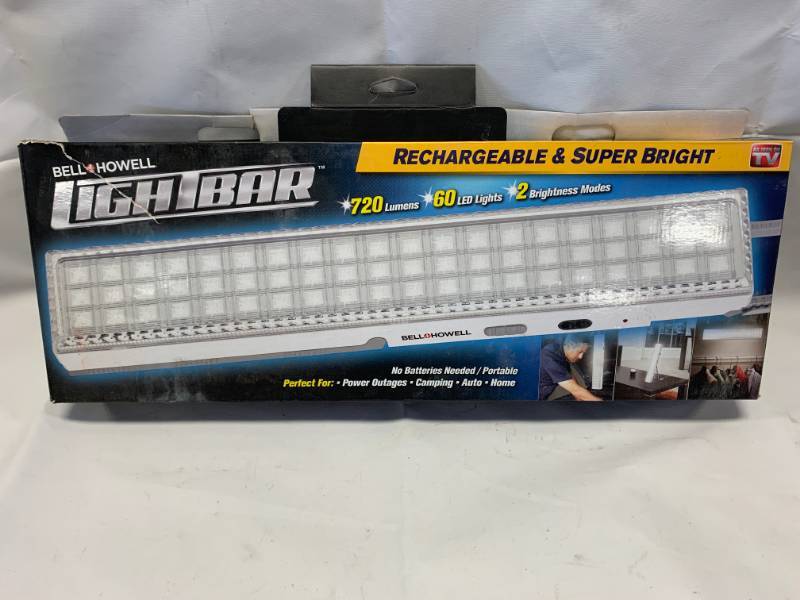 BELL+HOWELL
LIGHTBAR™
RECHARGEABLE & SUPER BRIGHT
AS SEEN ON
TV
720 Lumens 60 LED Lights 2 Brightness Modes
BELL+HOWELL
No Batteries Needed / Portable
Perfect For: • Power Outages • Camping • Auto • Home